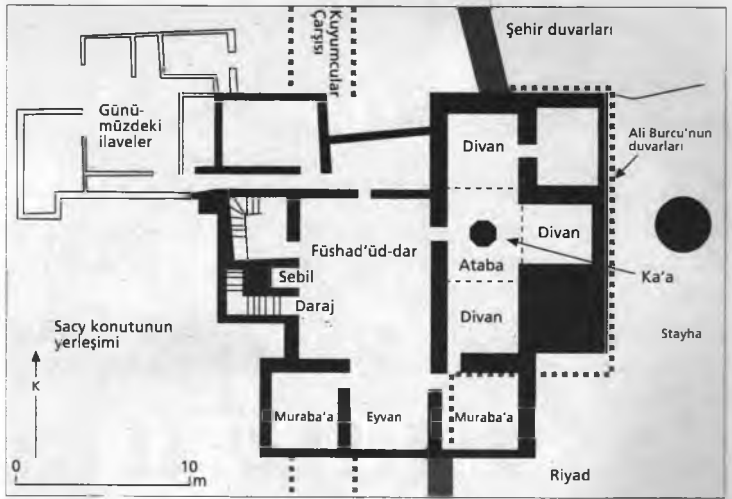 Kuyumcular
Çarşısı
Şehir duvarları
Günü-
müzdeki
ilaveler
Divan
Ali Burcu'nun
duvarları
Füshad'üd-dar
Divan
Ataba
Ka'a
Sebil
Daraj
Divan
Stayha
Sacy konutunun
yerleşimi
K
Muraba'a
Eyvan
Muraba'a
0
10
m
Riyad